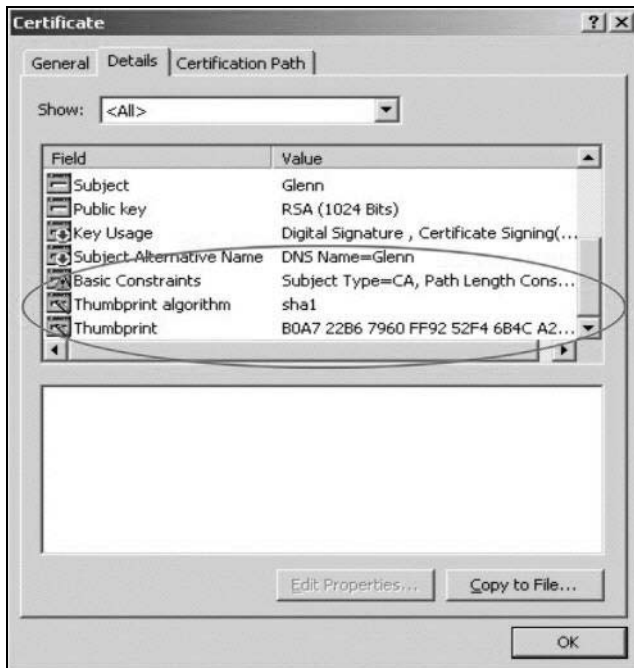 Certificate
General Details Certification Path
Show: <All>
Field Value
Subject Glenn
Public key RSA (1024 Bits)
Key Usage Digital Signature , Certificate Signing(...
Subject Alternative Name DNS Name=Glenn
Basic Constraints Subject Type=CA, Path Length Cons...
Thumbprint algorithm sha1
Thumbprint B0A7 22B6 7960 FF92 52F4 6B4C A2...
Edit Properties... Copy to File...
OK